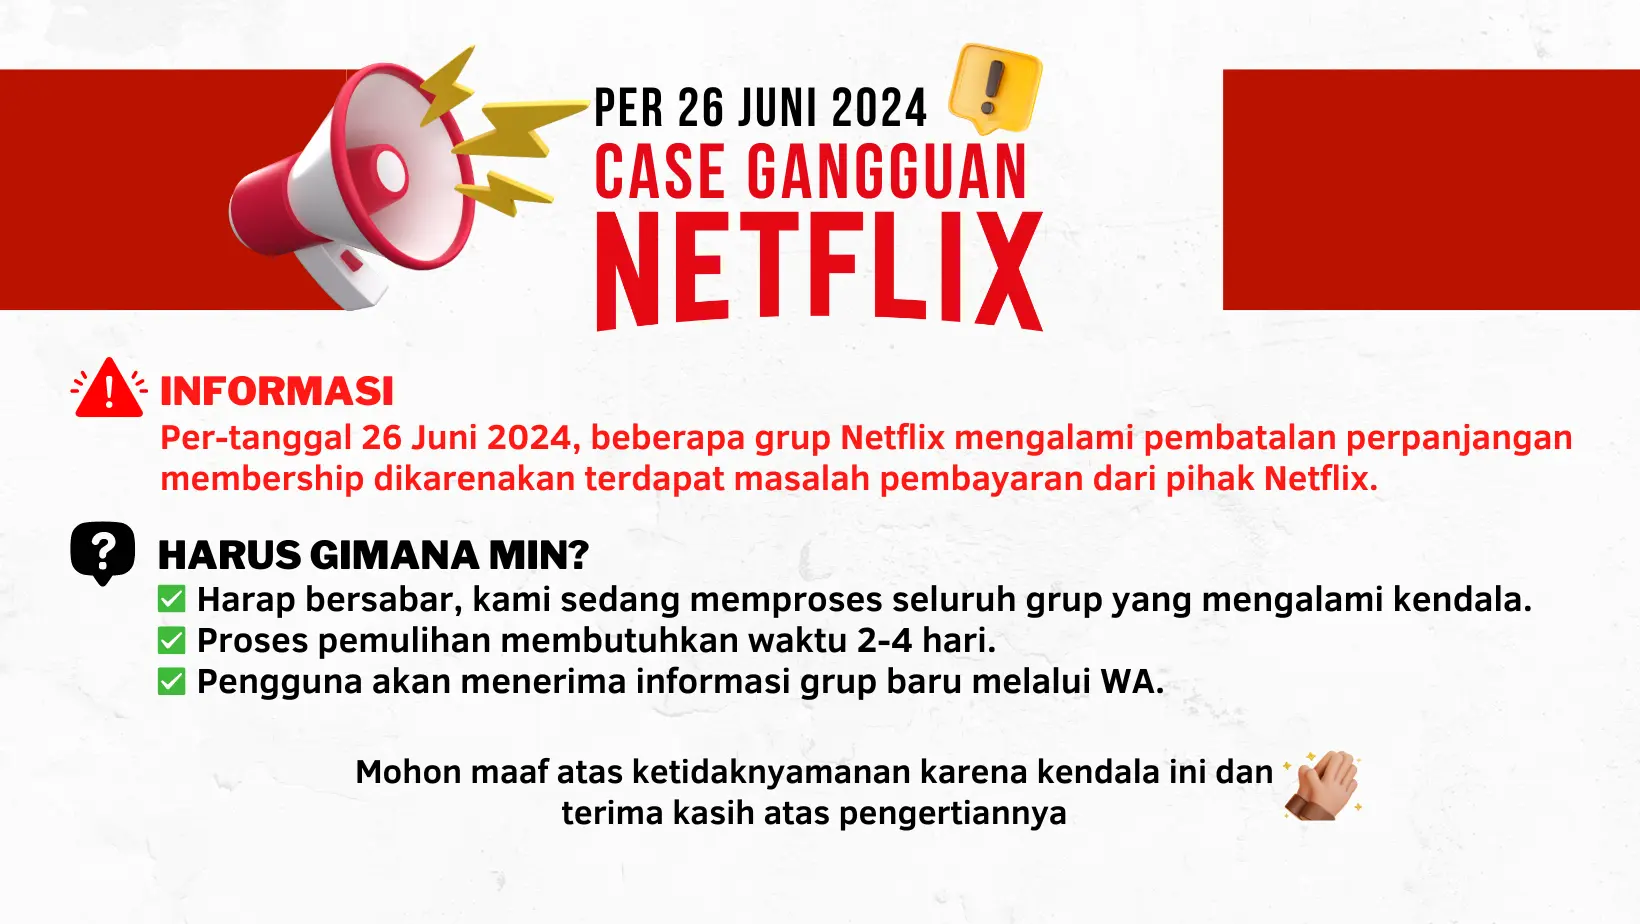 PER 26 JUNI 2024
CASE GANGGUAN
NETFLIX
INFORMASI
Per-tanggal 26 Juni 2024, beberapa grup Netflix mengalami pembatalan perpanjangan
membership dikarenakan terdapat masalah pembayaran dari pihak Netflix.
HARUS GIMANA MIN?
✅ Harap bersabar, kami sedang memproses seluruh grup yang mengalami kendala.
✅ Proses pemulihan membutuhkan waktu 2-4 hari.
✅ Pengguna akan menerima informasi grup baru melalui WA.
Mohon maaf atas ketidaknyamanan karena kendala ini dan
terima kasih atas pengertiannya